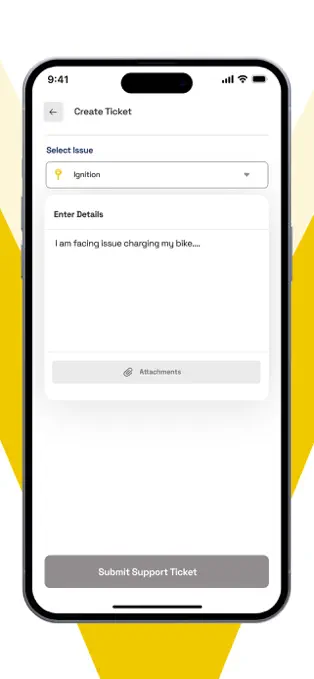 9:41
Create Ticket
Select Issue
Ignition
Enter Details
I am facing issue charging my bike....
Attachments
Submit Support Ticket